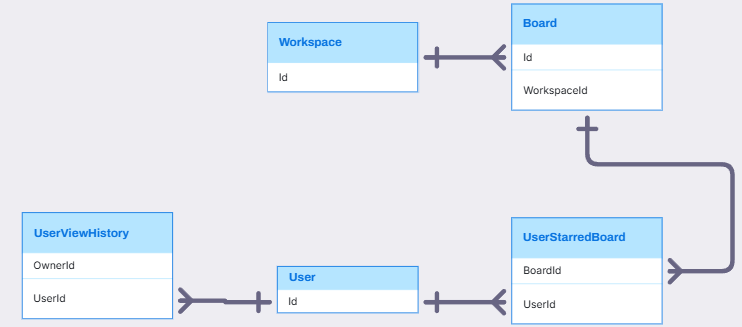 Workspace
Id
Board
Id
WorkspaceId
UserViewHistory
OwnerId
UserId
User
Id
UserStarredBoard
BoardId
UserId